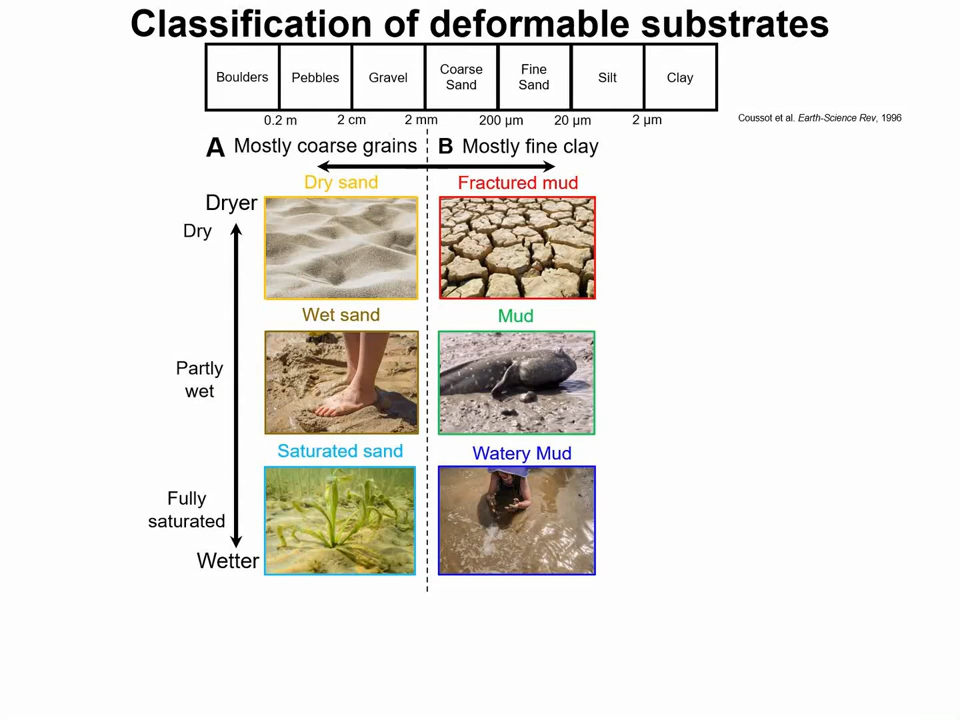 Classification of deformable substrates
Boulders
Pebbles
Gravel
Coarse
Sand
Fine
Sand
Silt
Clay
0.2 m
2 cm
2 mm
200 µm
20 µm
2 µm
Coussot et al. Earth-Science Rev, 1996
A Mostly coarse grains
B Mostly fine clay
Dry sand
Fractured mud
Dryer
Dry
Wet sand
Mud
Partly
wet
Saturated sand
Watery Mud
Fully
saturated
Wetter